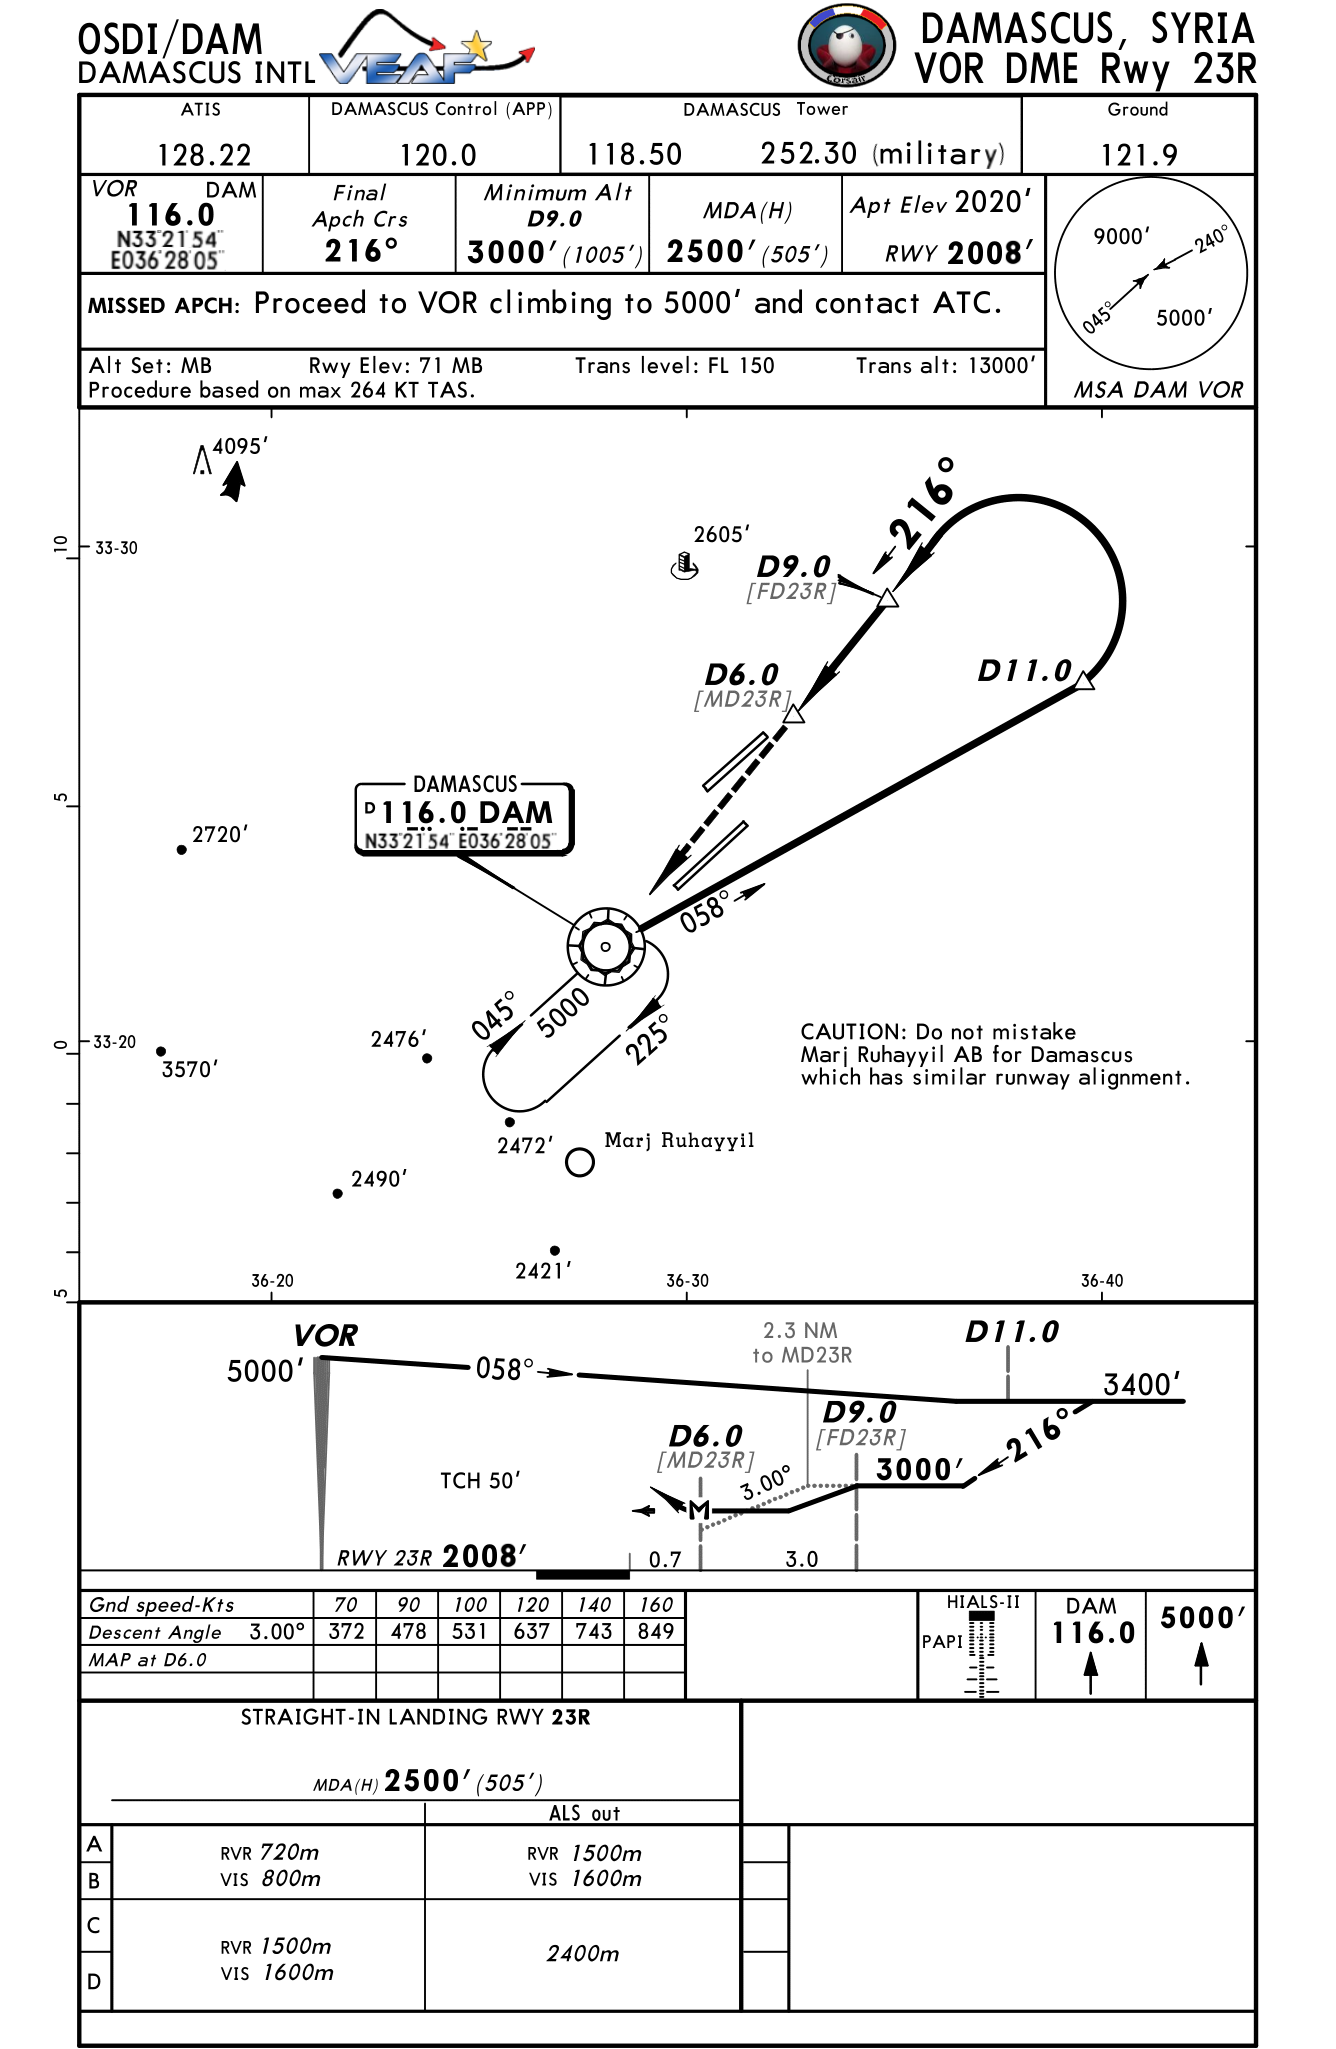 OSDI/DAM
DAMASCUS INTL
VEAF
Corsair
DAMASCUS, SYRIA
VOR DME Rwy 23R
ATIS
128.22
DAMASCUS Control (APP)
120.0
DAMASCUS Tower
118.50 252.30 (military)
Ground
121.9
VOR DAM
116.0
N33°21'54"
E036°28'05"
Final
Apch Crs
216°
Minimum Alt
D9.0
3000' (1005')
MDA(H)
2500' (505')
Apt Elev 2020'
RWY 2008'
9000'
240°
045°
5000'
MSA DAM VOR
MISSED APCH: Proceed to VOR climbing to 5000' and contact ATC.
Alt Set: MB Rwy Elev: 71 MB Trans level: FL 150 Trans alt: 13000'
Procedure based on max 264 KT TAS.
4095'
216°
2605'
10
33-30
D9.0
[FD23R]
D6.0
[MD23R]
D11.0
DAMASCUS
D 116.0 DAM
N33°21'54" E036°28'05"
5
2720'
058°
045°
5000
225°
2476'
0
33-20
3570'
CAUTION: Do not mistake
Marj Ruhayyil AB for Damascus
which has similar runway alignment.
2472'
Marj Ruhayyil
2490'
2421'
5
36-20
36-30
36-40
VOR
5000'
058°
2.3 NM
to MD23R
D11.0
3400'
D9.0
[FD23R]
216°
D6.0
[MD23R]
3000'
3.00°
TCH 50'
M
RWY 23R 2008'
0.7
3.0
Gnd speed-Kts 70 90 100 120 140 160
Descent Angle 3.00° 372 478 531 637 743 849
MAP at D6.0
HIALS-II
PAPI
DAM
116.0
5000'
STRAIGHT-IN LANDING RWY 23R
MDA(H) 2500' (505')
ALS out
A
B
RVR 720m
VIS 800m
RVR 1500m
VIS 1600m
C
D
RVR 1500m
VIS 1600m
2400m